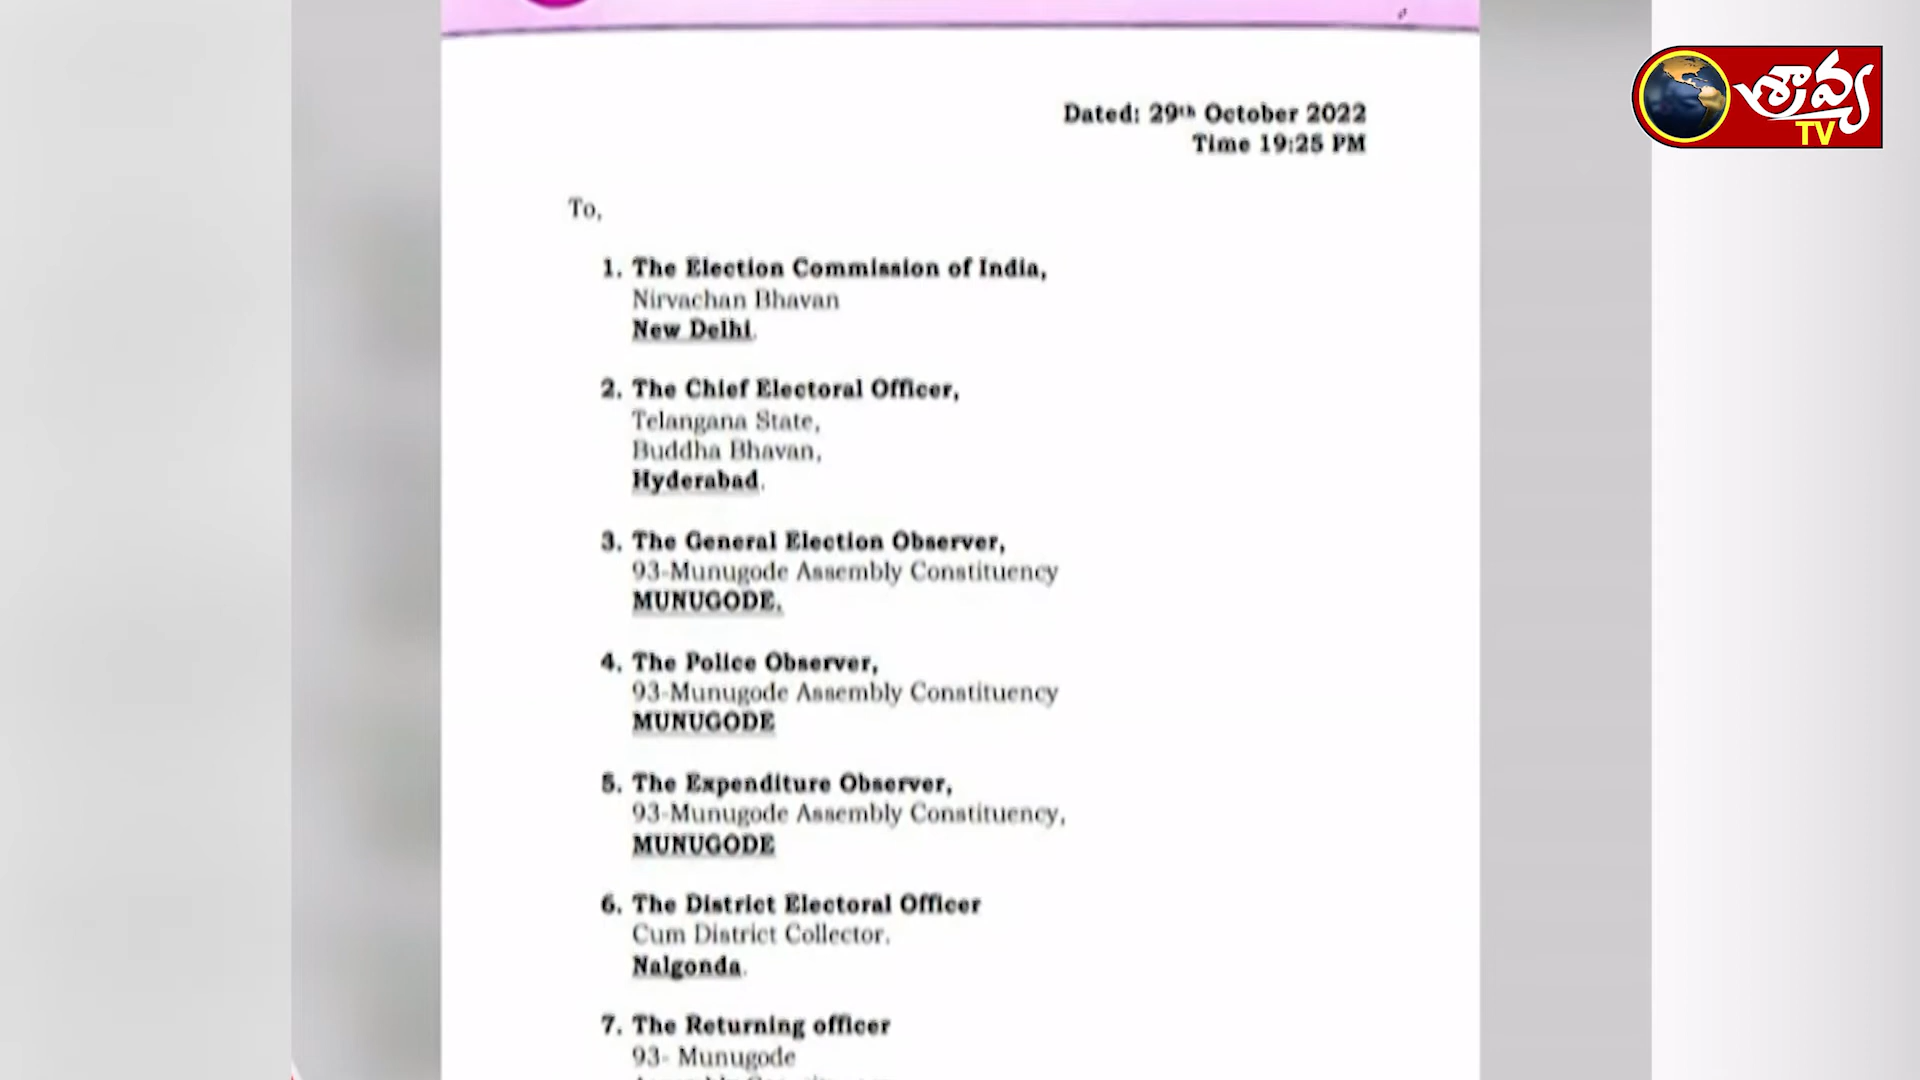 శ్రావ్య
TV
Dated: 29th October 2022
Time 19:25 PM
To,
1. The Election Commission of India,
Nirvachan Bhavan
New Delhi.
2. The Chief Electoral Officer,
Telangana State,
Buddha Bhavan,
Hyderabad.
3. The General Election Observer,
93-Munugode Assembly Constituency
MUNUGODE.
4. The Police Observer,
93-Munugode Assembly Constituency
MUNUGODE
5. The Expenditure Observer,
93-Munugode Assembly Constituency,
MUNUGODE
6. The District Electoral Officer
Cum District Collector.
Nalgonda.
7. The Returning officer
93- Munugode